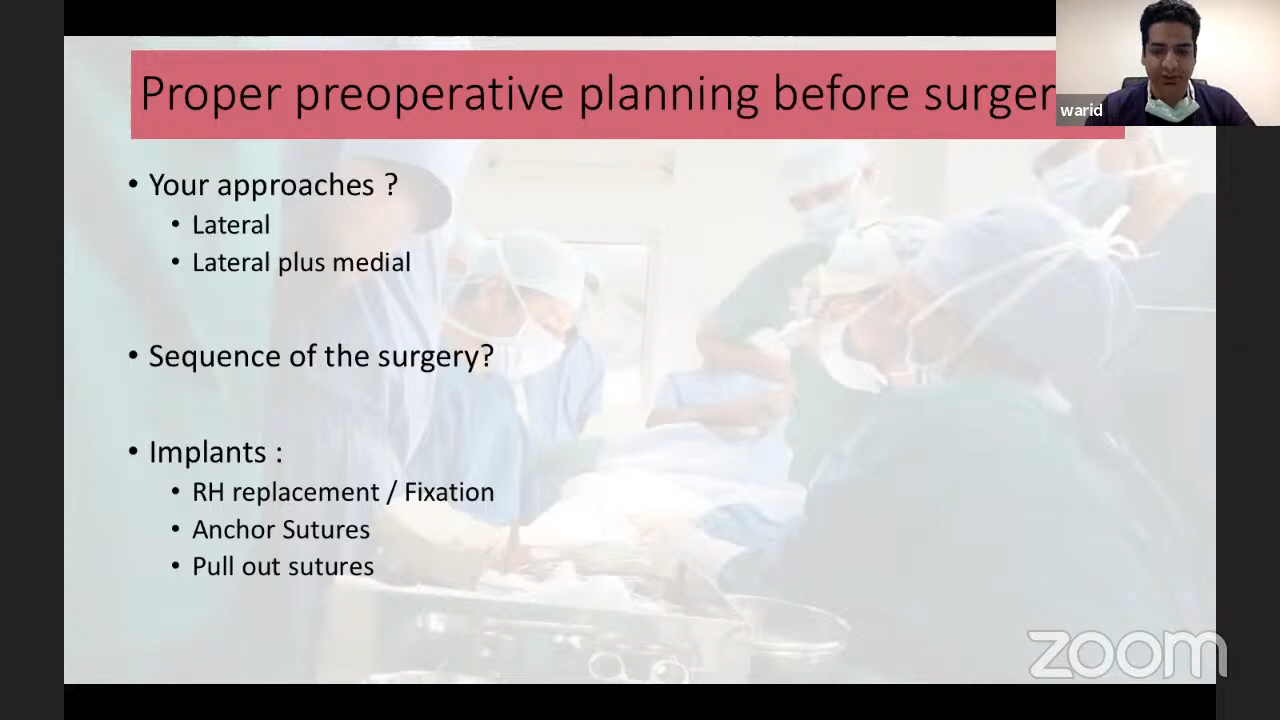 Proper preoperative planning before surger
warid
• Your approaches ?
• Lateral
• Lateral plus medial
• Sequence of the surgery?
• Implants :
• RH replacement / Fixation
• Anchor Sutures
• Pull out sutures
zoom